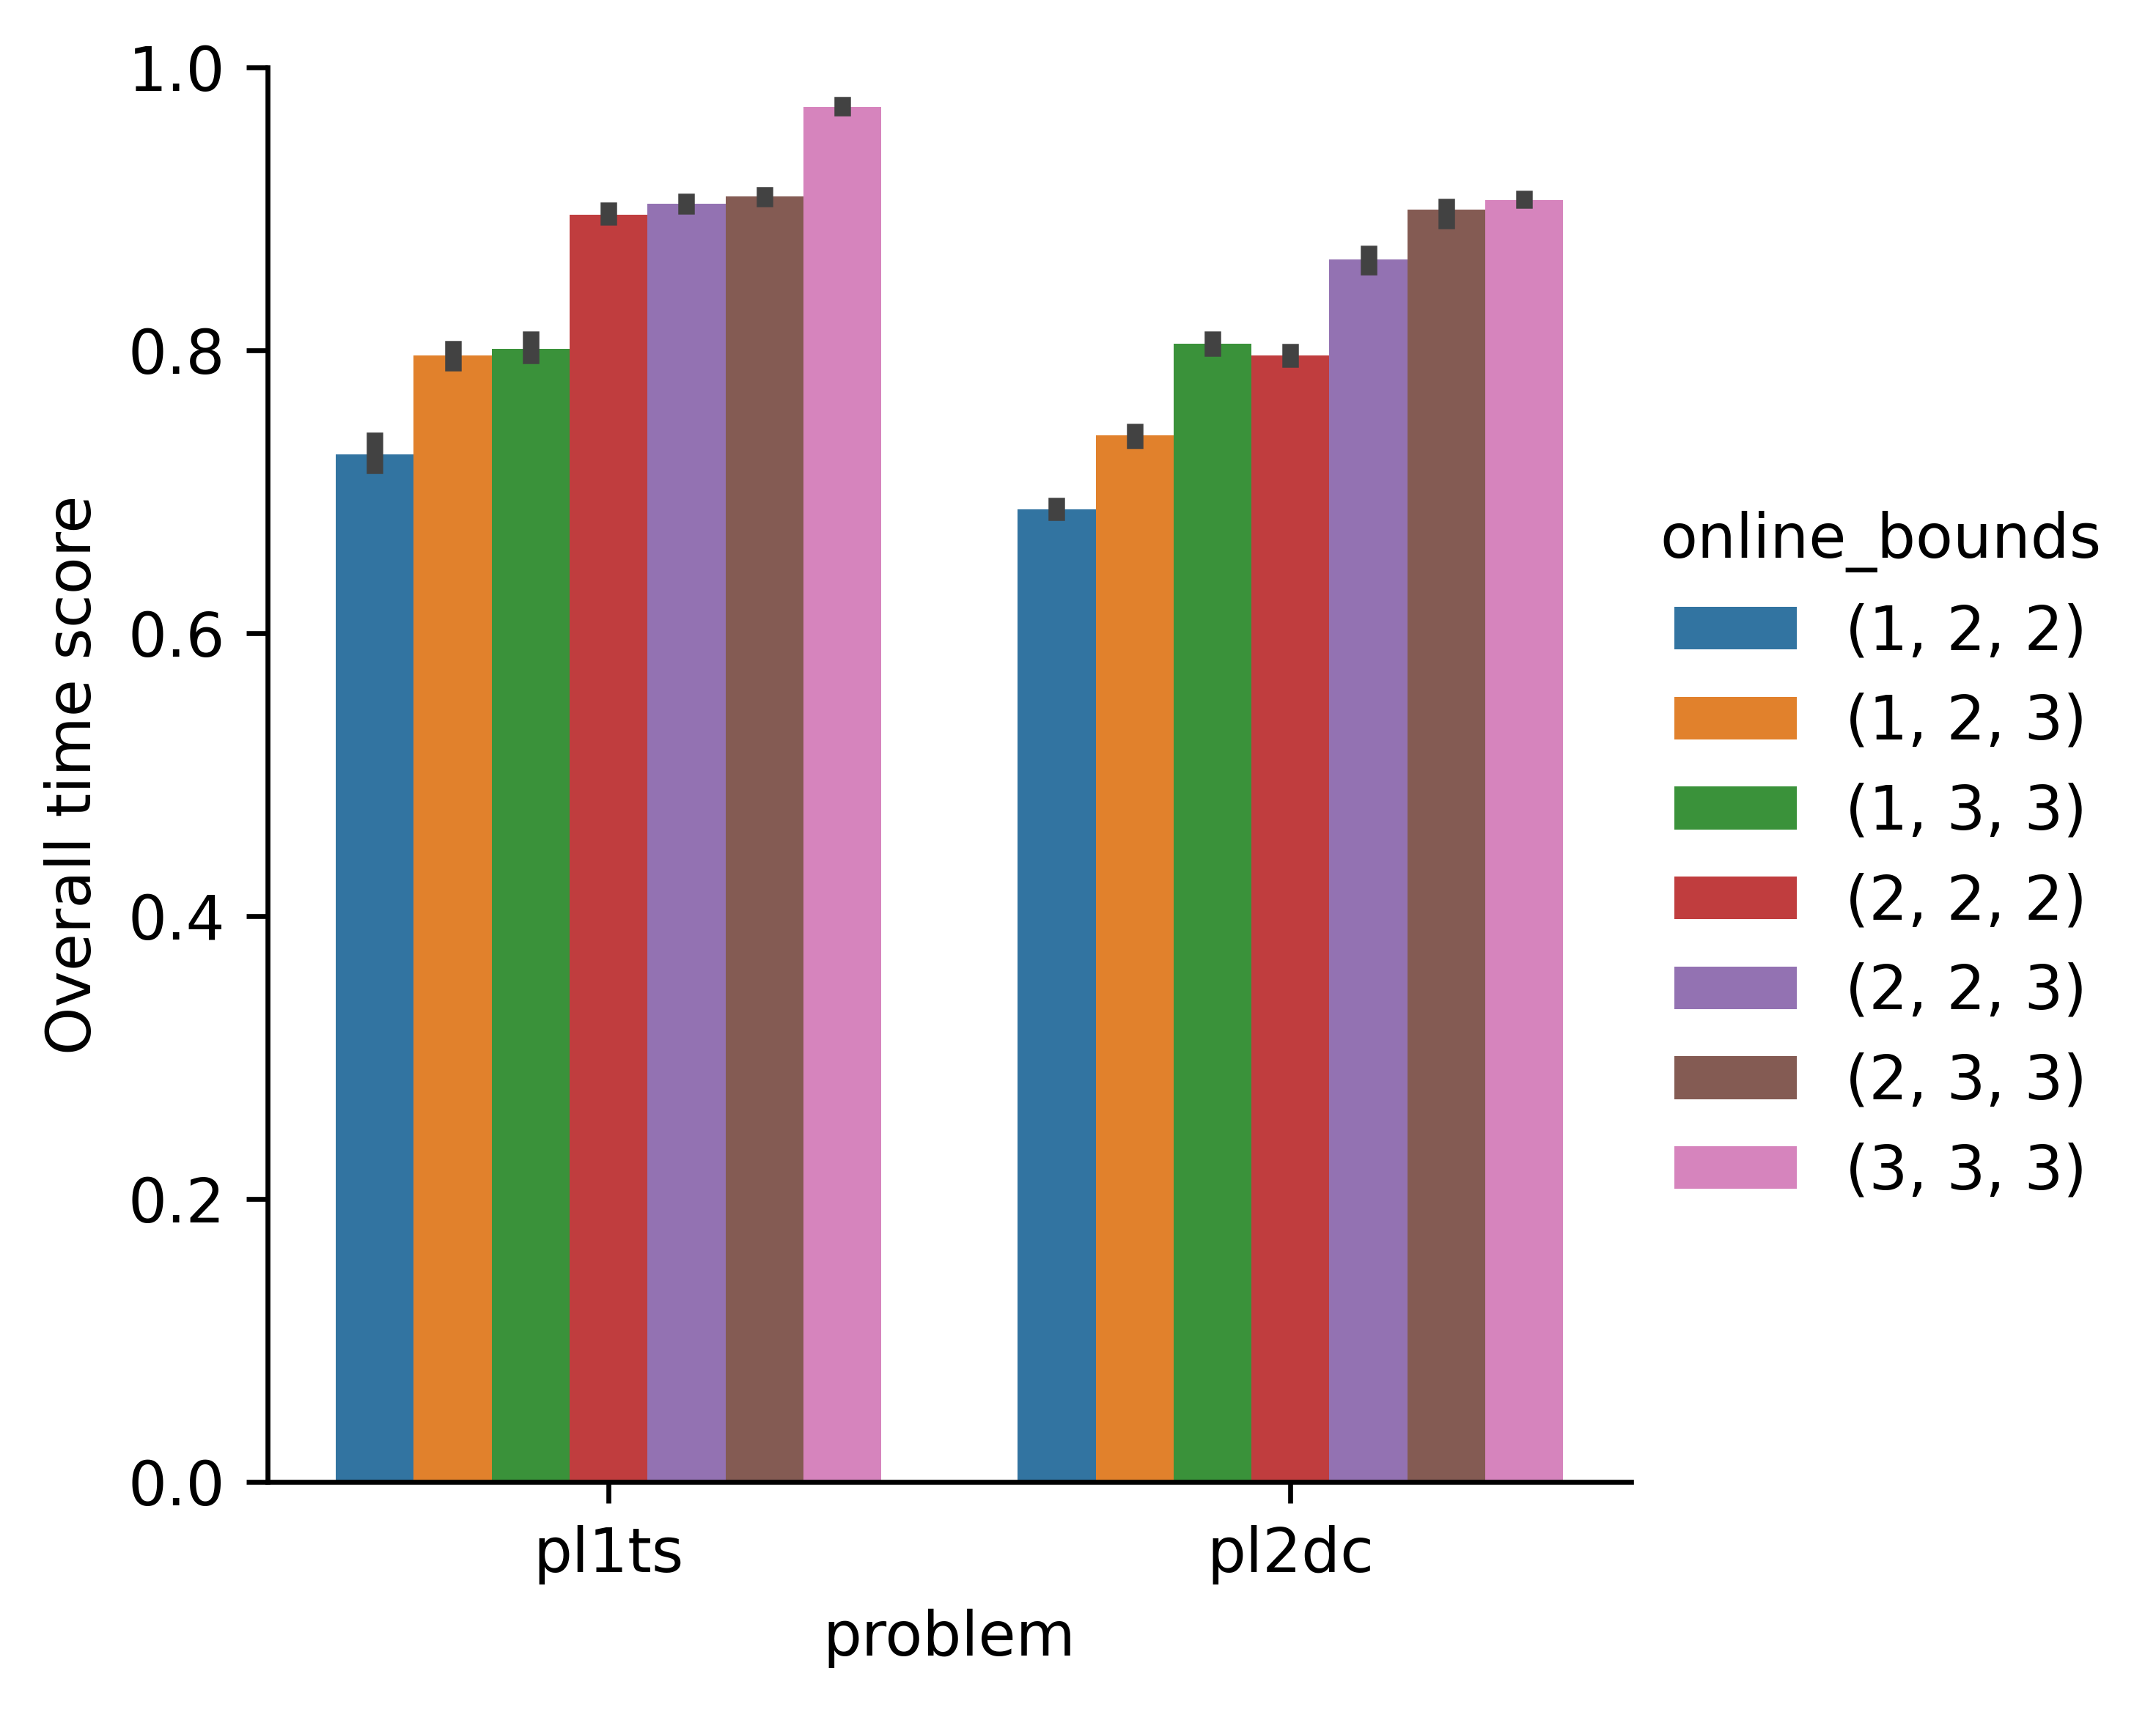 Overall time score
1.0
0.8
0.6
0.4
0.2
0.0
pl1ts
pl2dc
problem
online_bounds
(1, 2, 2)
(1, 2, 3)
(1, 3, 3)
(2, 2, 2)
(2, 2, 3)
(2, 3, 3)
(3, 3, 3)